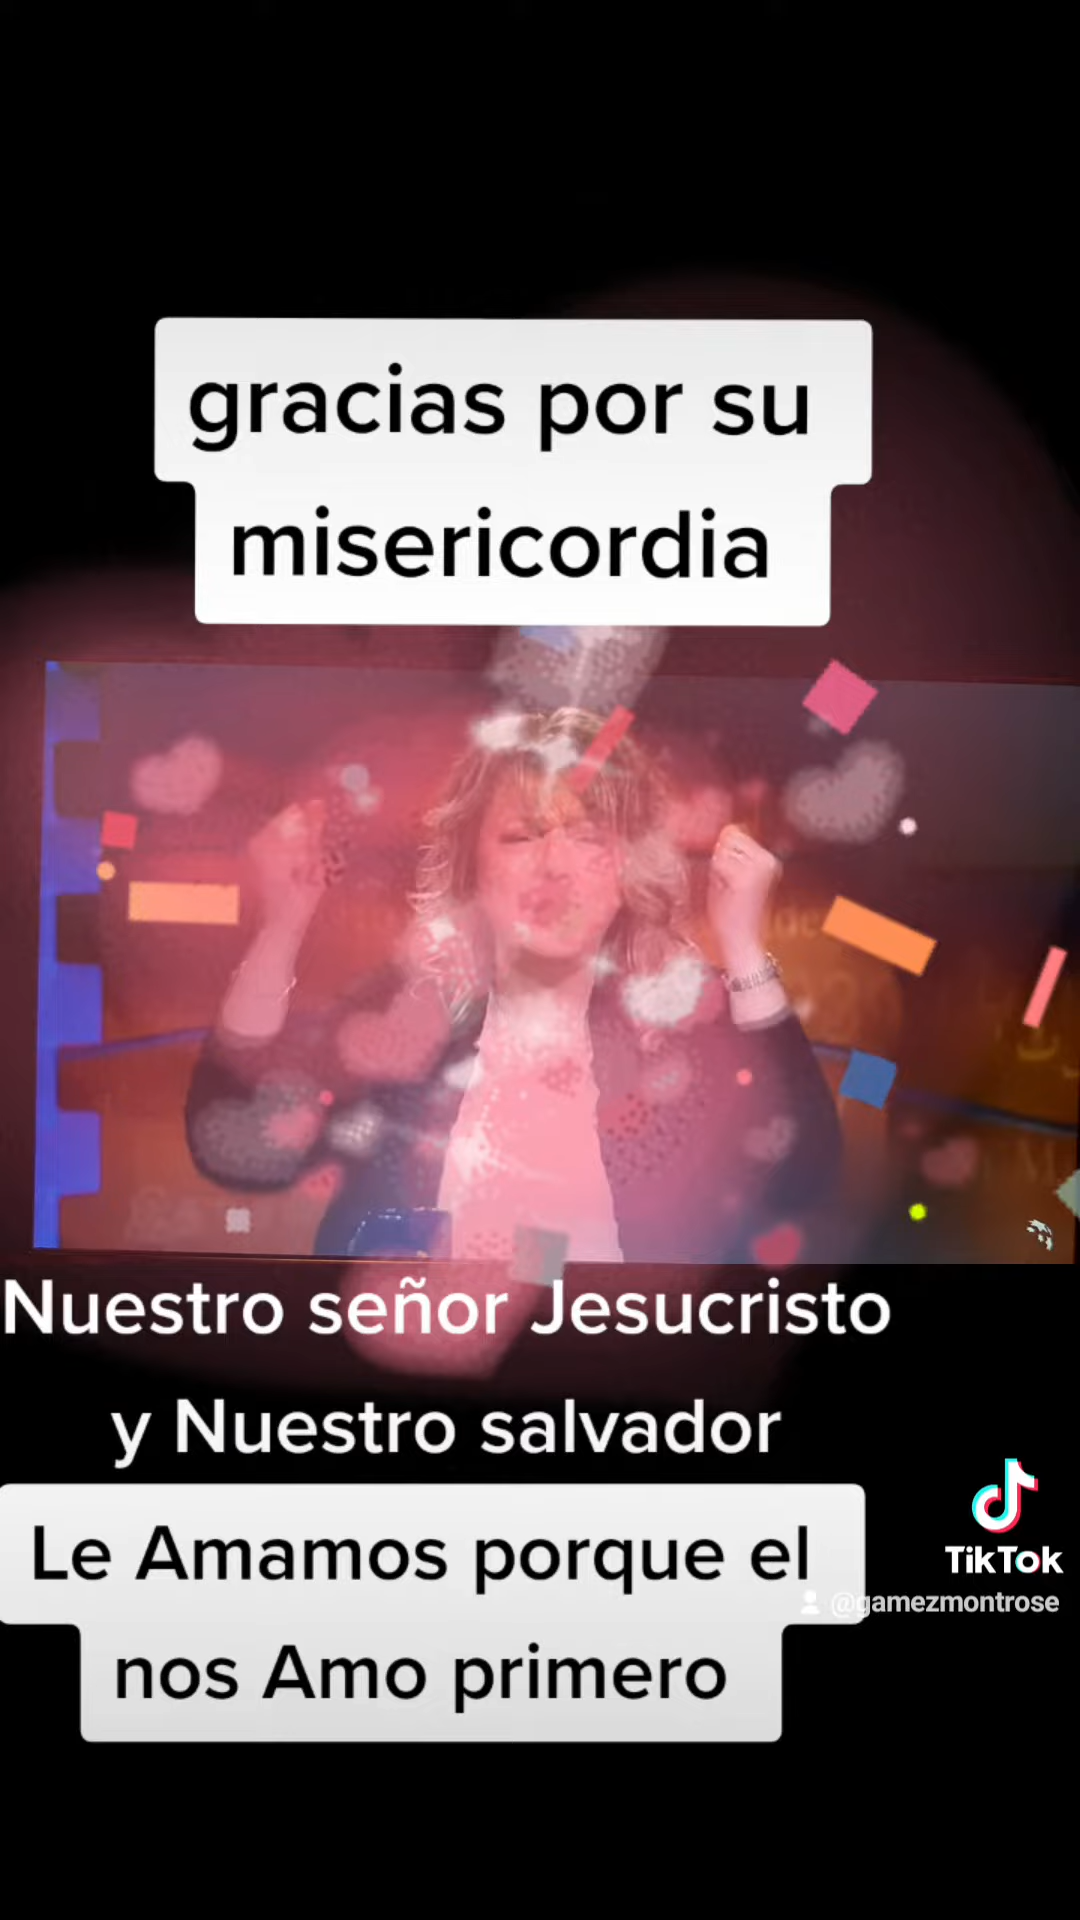 gracias por su
misericordia
Nuestro señor Jesucristo
y Nuestro salvador
Le Amamos porque el
nos Amo primero
TikTok
@gamezmontrose